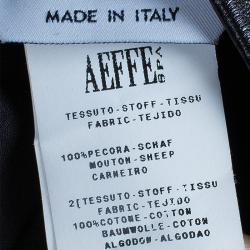 MADE IN ITALY
AEFFE SPA
TESSUTO-STOFF-TISSU
FABRIC-TEJIDO
100%PECORA-SCHAF
MOUTON-SHEEP
CARNEIRO
2[TESSUTO-STOFF-TISSU
FABRIC-TEJIDO
100%COTONE-COTTON
BAUMWOLLE-COTON
ALGODON-ALGODAO